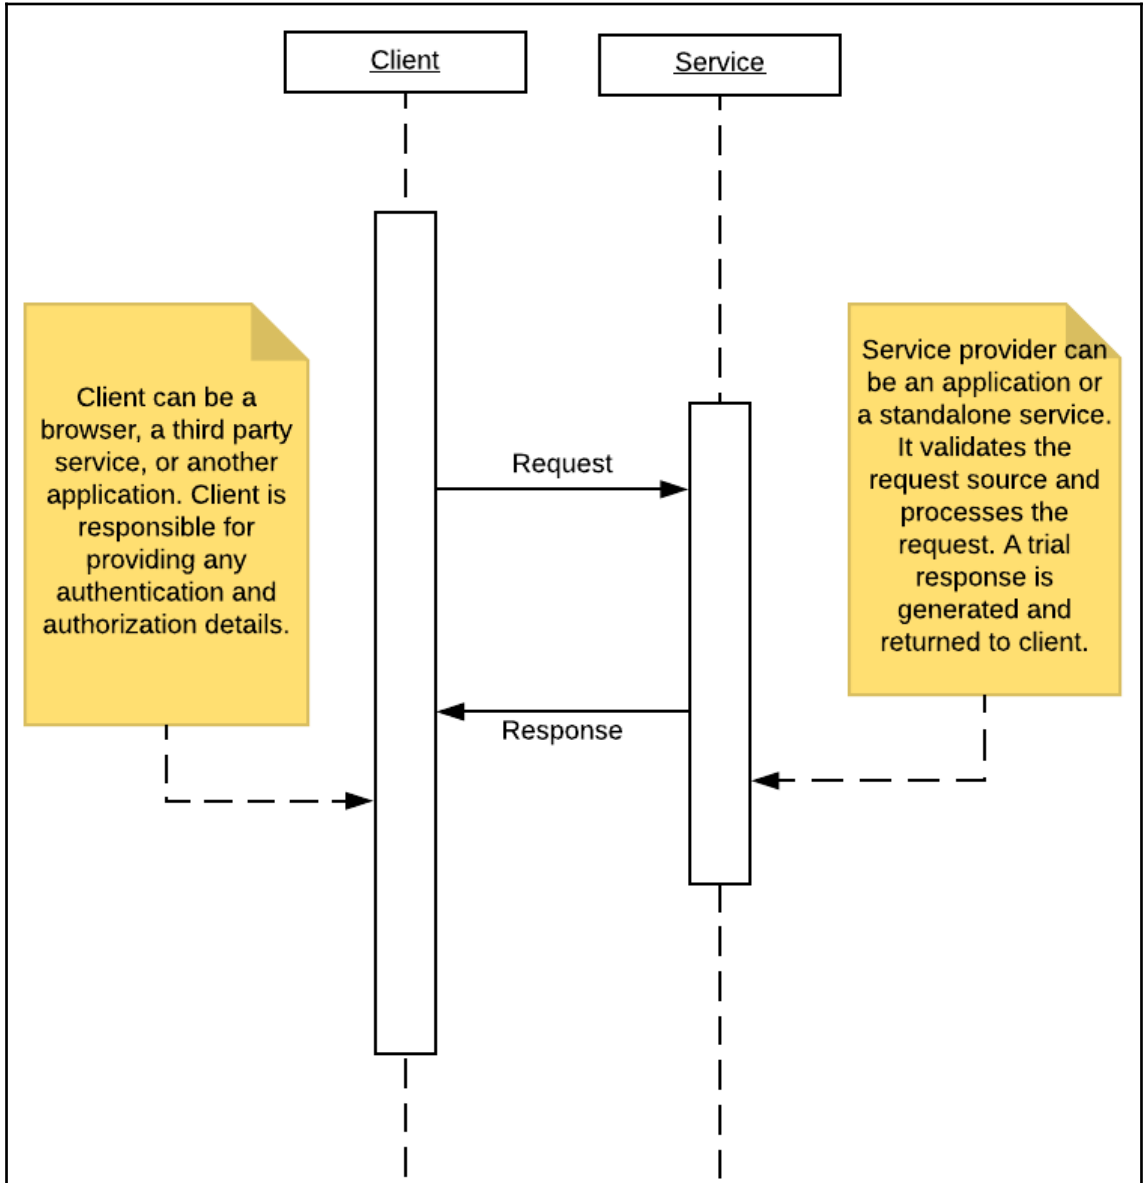 Client
Service
Client can be a
browser, a third party
service, or another
application. Client is
responsible for
providing any
authentication and
authorization details.
Request
Response
Service provider can
be an application or
a standalone service.
It validates the
request source and
processes the
request. A trial
response is
generated and
returned to client.